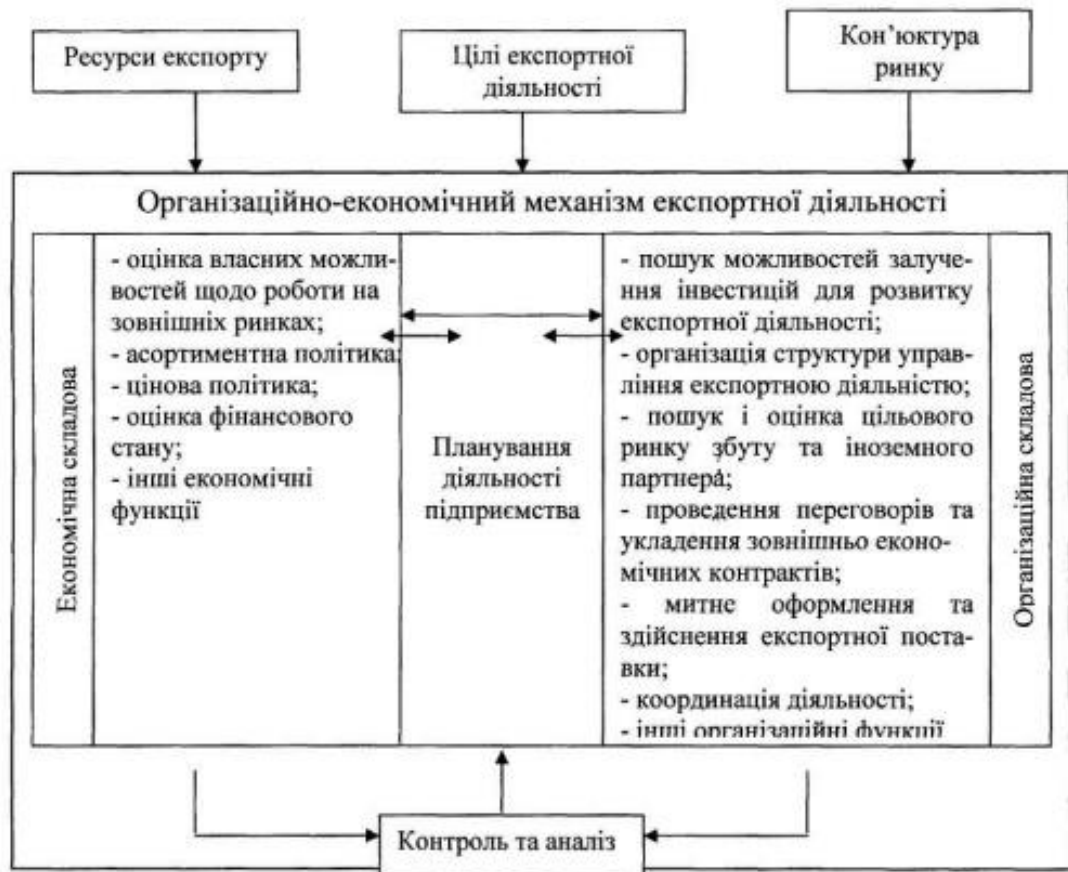 Ресурси експорту
Цілі експортної
діяльності
Кон’юктура
ринку
Організаційно-економічний механізм експортної діяльності
Економічна складова
- оцінка власних можли-
востей щодо роботи на
зовнішніх ринках;
- асортиментна політика;
- цінова політика;
- оцінка фінансового
стану;
- інші економічні
функції
Планування
діяльності
підприємства
- пошук можливостей залуче-
ення інвестицій для розвитку
експортної діяльності;
- організація структури управ-
ління експортною діяльністю;
- пошук і оцінка цільового
ринку збуту та іноземного
партнера;
- проведення переговорів та
укладення зовнішньо еконо-
мічних контрактів;
- митне оформлення та
здійснення експортної поста-
вки;
- координація діяльності;
- інші організаційні функції
Організаційна складова
Контроль та аналіз